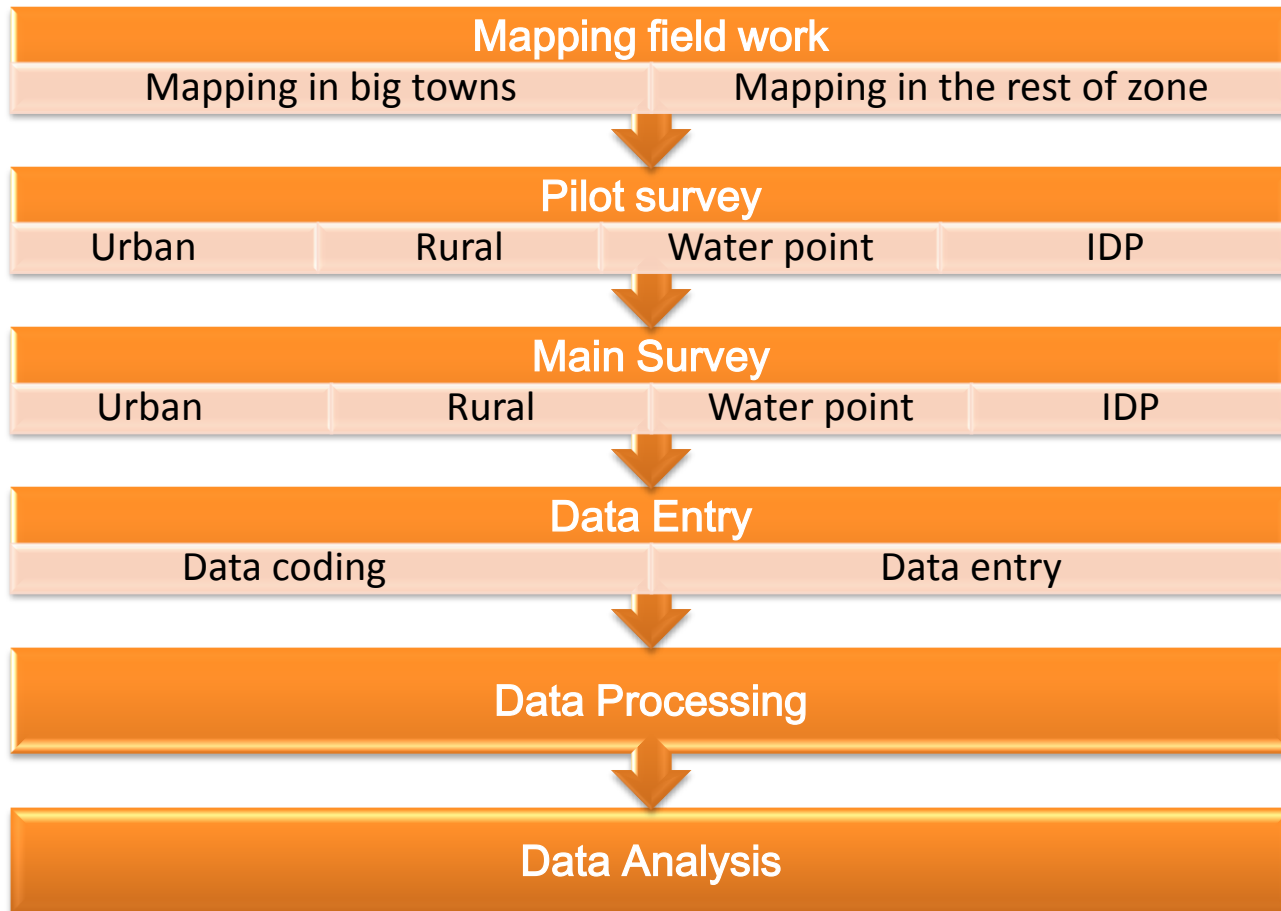 Mapping field work
Mapping in big towns Mapping in the rest of zone
Pilot survey
Urban Rural Water point IDP
Main Survey
Urban Rural Water point IDP
Data Entry
Data coding Data entry
Data Processing
Data Analysis